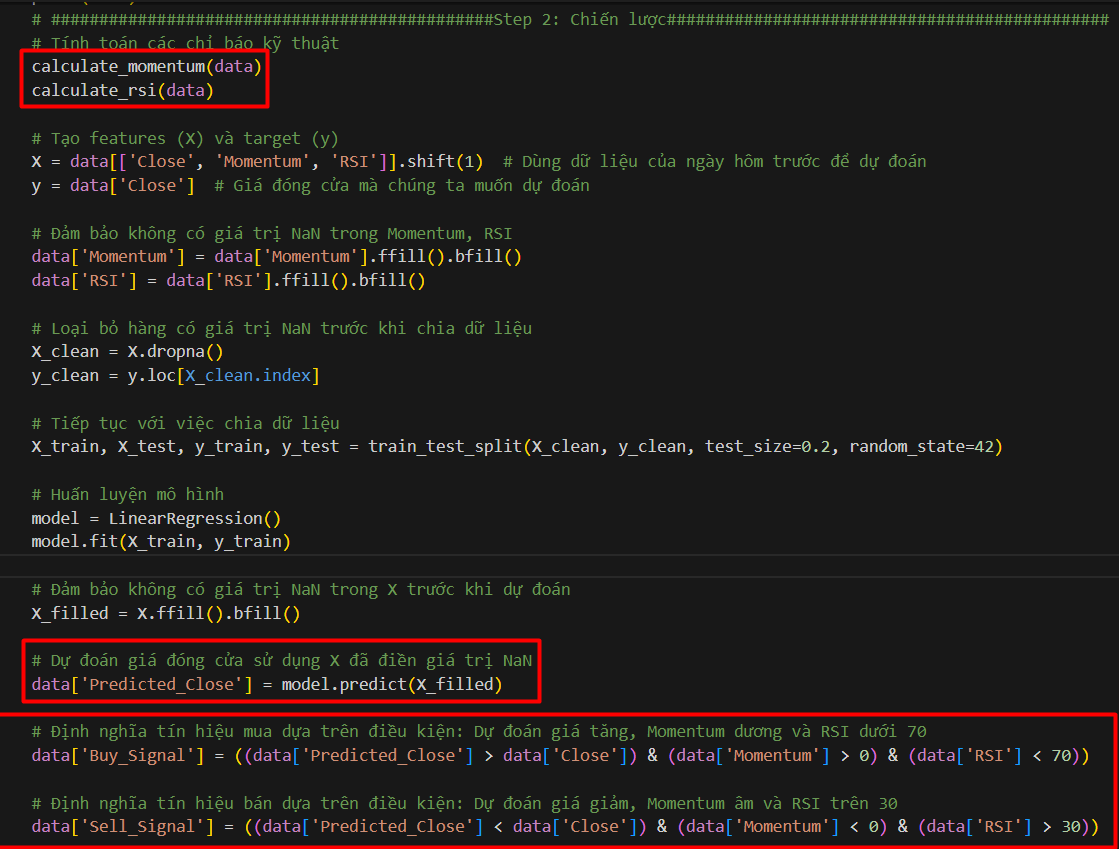 # ##############################################Step 2: Chiến lược##############################################
# Tính toán các chỉ báo kỹ thuật
calculate_momentum(data)
calculate_rsi(data)
# Tạo features (X) và target (y)
X = data[['Close', 'Momentum', 'RSI']].shift(1)  # Dùng dữ liệu của ngày hôm trước để dự đoán
y = data['Close']  # Giá đóng cửa mà chúng ta muốn dự đoán
# Đảm bảo không có giá trị NaN trong Momentum, RSI
data['Momentum'] = data['Momentum'].ffill().bfill()
data['RSI'] = data['RSI'].ffill().bfill()
# Loại bỏ hàng có giá trị NaN trước khi chia dữ liệu
X_clean = X.dropna()
y_clean = y.loc[X_clean.index]
# Tiếp tục với việc chia dữ liệu
X_train, X_test, y_train, y_test = train_test_split(X_clean, y_clean, test_size=0.2, random_state=42)
# Huấn luyện mô hình
model = LinearRegression()
model.fit(X_train, y_train)
# Đảm bảo không có giá trị NaN trong X trước khi dự đoán
X_filled = X.ffill().bfill()
# Dự đoán giá đóng cửa sử dụng X đã điền giá trị NaN
data['Predicted_Close'] = model.predict(X_filled)
# Định nghĩa tín hiệu mua dựa trên điều kiện: Dự đoán giá tăng, Momentum dương và RSI dưới 70
data['Buy_Signal'] = ((data['Predicted_Close'] > data['Close']) & (data['Momentum'] > 0) & (data['RSI'] < 70))
# Định nghĩa tín hiệu bán dựa trên điều kiện: Dự đoán giá giảm, Momentum âm và RSI trên 30
data['Sell_Signal'] = ((data['Predicted_Close'] < data['Close']) & (data['Momentum'] < 0) & (data['RSI'] > 30))